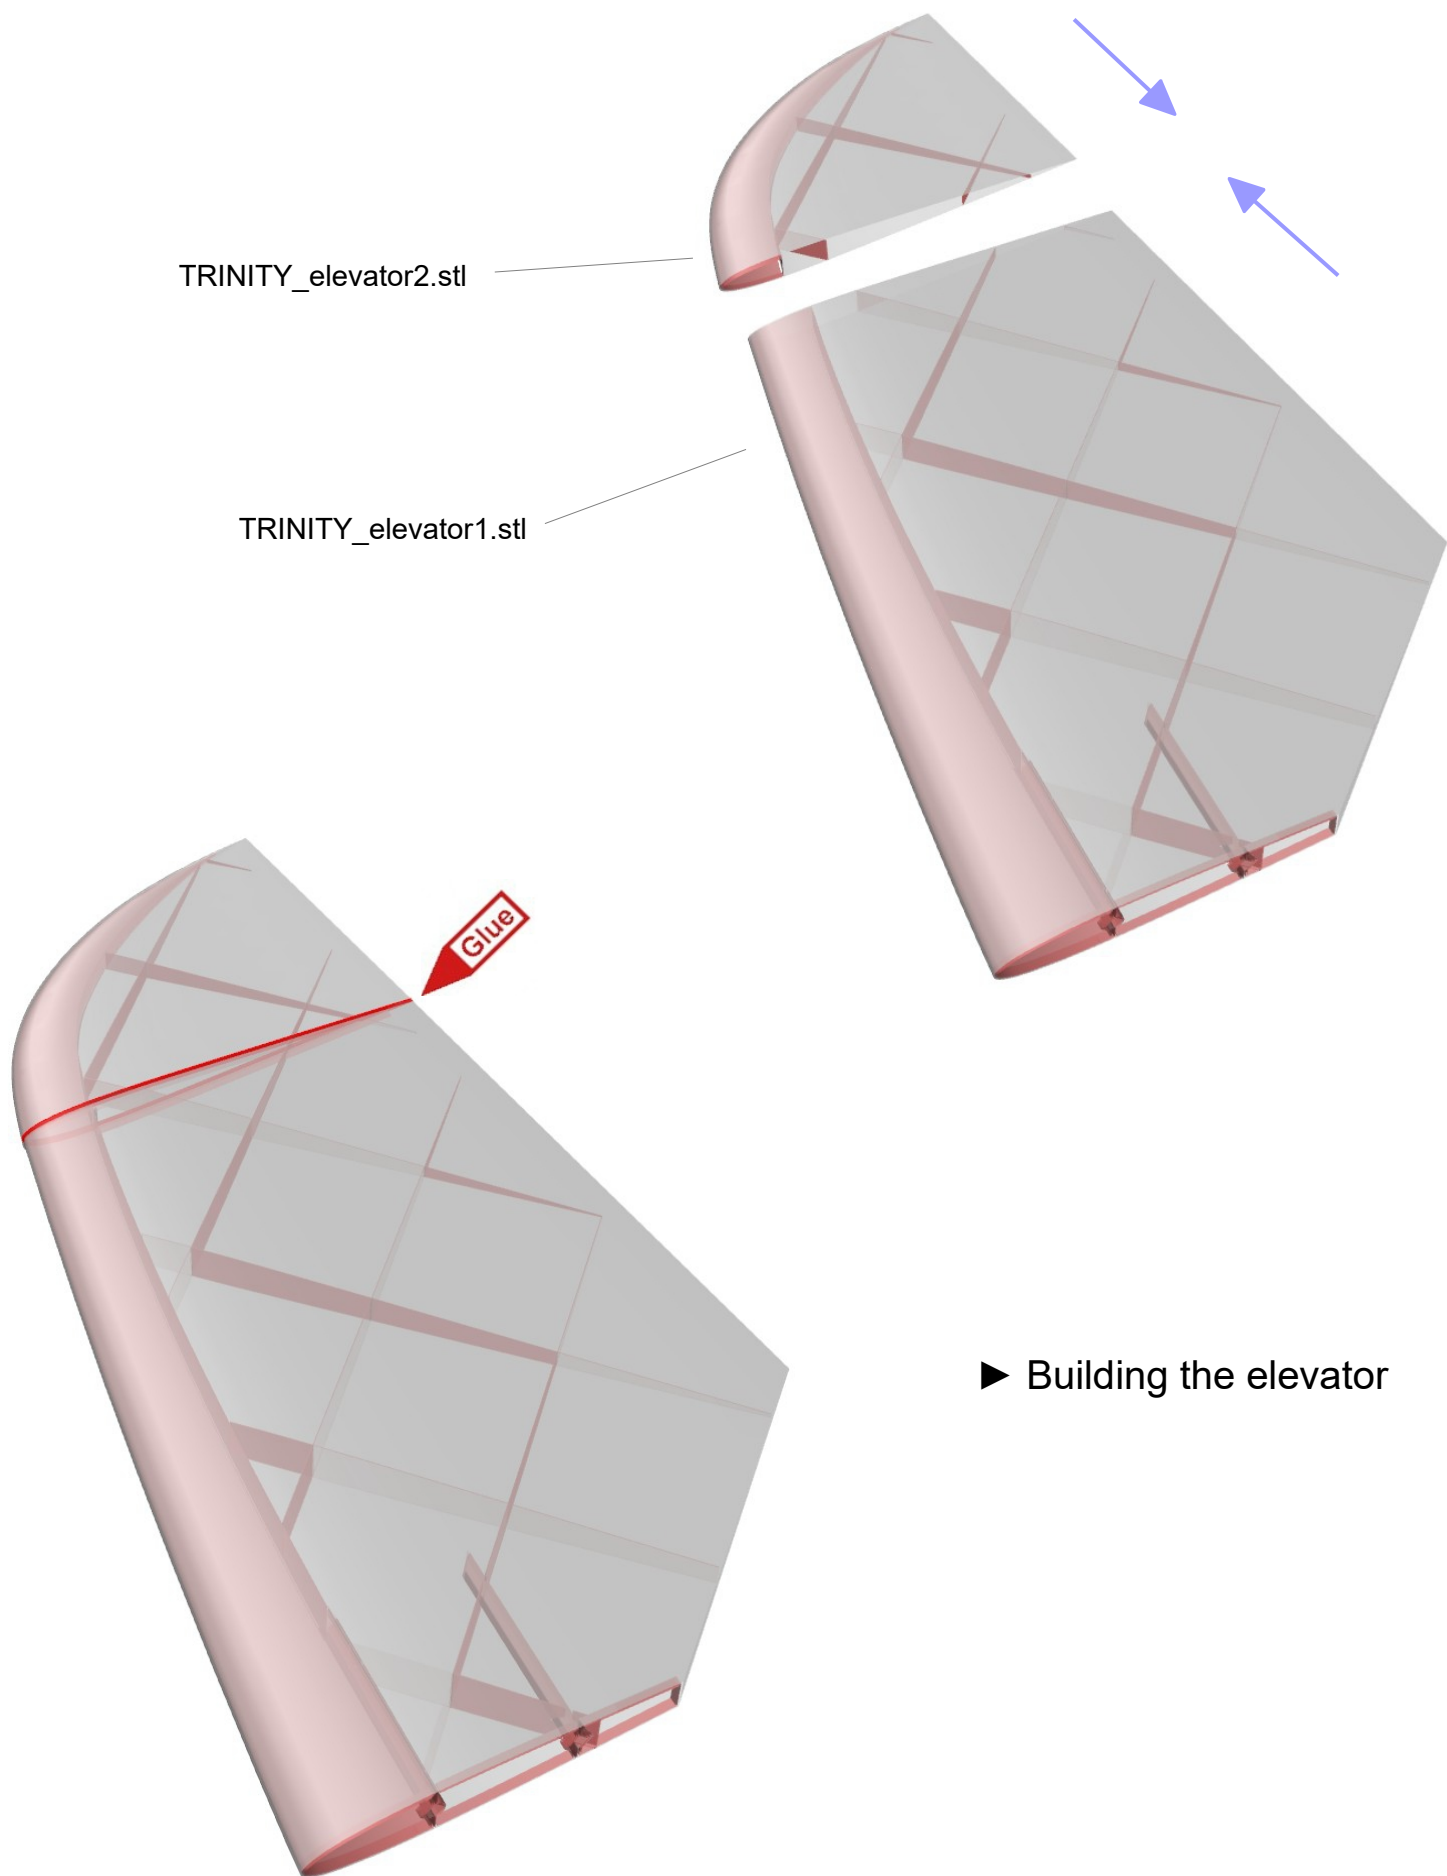 TRINITY_elevator2.stl
TRINITY_elevator1.stl
Glue
► Building the elevator